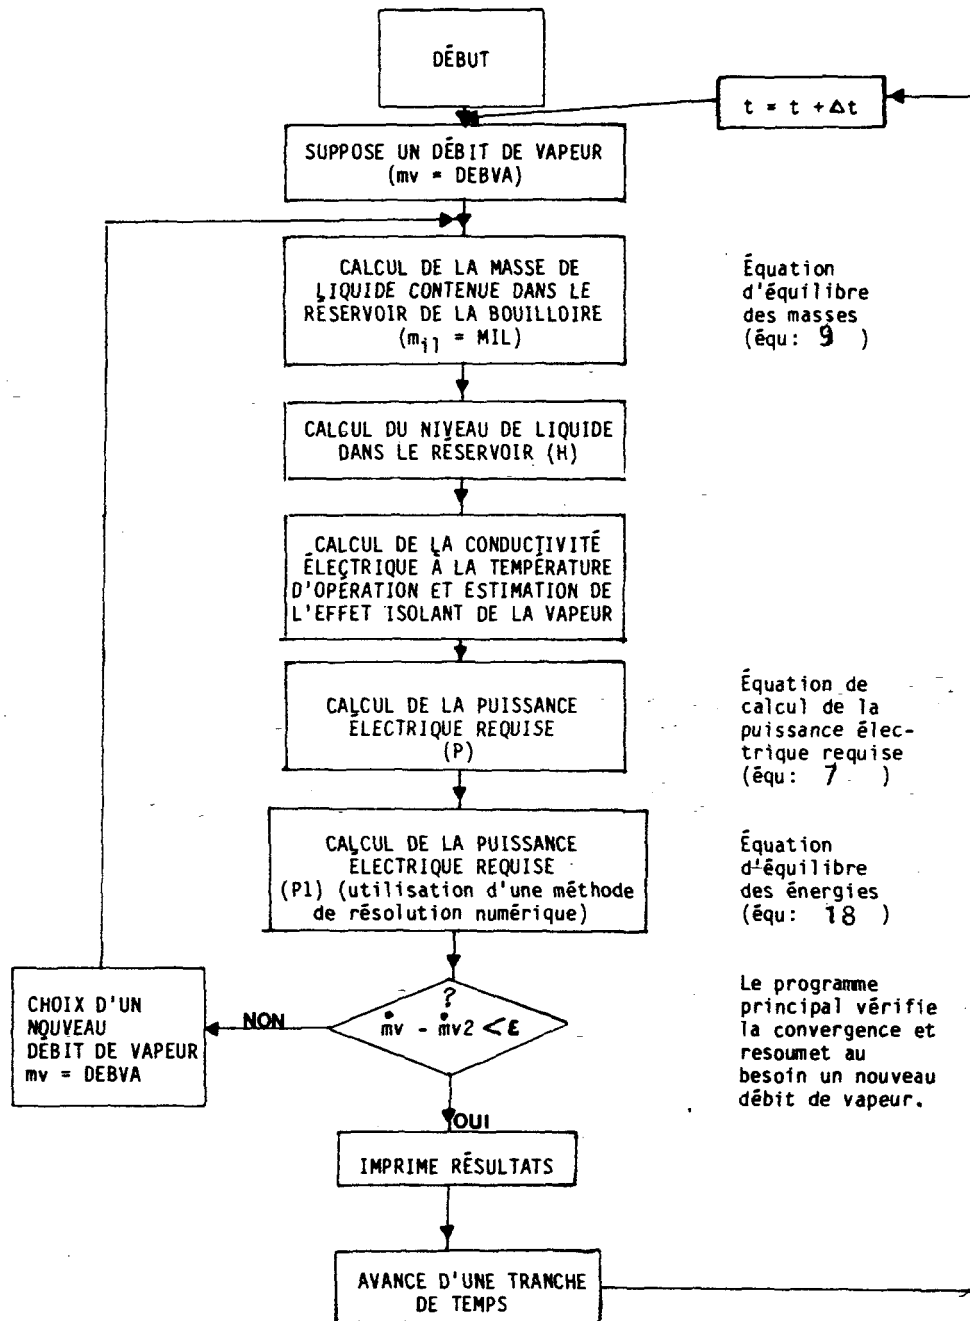 DÉBUT
t = t + Δt
SUPPOSE UN DÉBIT DE VAPEUR
(mv = DEBVA)
CALCUL DE LA MASSE DE
LIQUIDE CONTENUE DANS LE
RÉSERVOIR DE LA BOUILLOIRE
(mil = MIL)
Équation
d'équilibre
des masses
(équ: 9 )
CALCUL DU NIVEAU DE LIQUIDE
DANS LE RÉSERVOIR (H)
CALCUL DE LA CONDUCTIVITÉ
ÉLECTRIQUE À LA TEMPÉRATURE
D'OPÉRATION ET ESTIMATION DE
L'EFFET ISOLANT DE LA VAPEUR
CALCUL DE LA PUISSANCE
ÉLECTRIQUE REQUISE
(P)
Équation de
calcul de la
puissance élec-
trique requise
(équ: 7 )
CALCUL DE LA PUISSANCE
ÉLECTRIQUE REQUISE
(P1) (utilisation d'une méthode
de résolution numérique)
Équation
d'équilibre
des énergies
(équ: 18 )
?
ṁv - ṁv2 < ε
NON
CHOIX D'UN
NOUVEAU
DÉBIT DE VAPEUR
mv = DEBVA
Le programme
principal vérifie
la convergence et
resoumet au
besoin un nouveau
débit de vapeur.
OUI
IMPRIME RÉSULTATS
AVANCE D'UNE TRANCHE
DE TEMPS